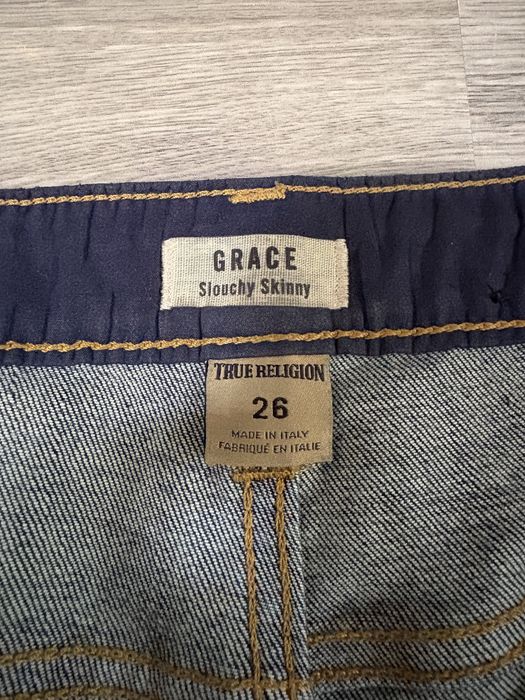 GRACE
Slouchy Skinny
TRUE RELIGION
26
MADE IN ITALY
FABRIQUÉ EN ITALIE